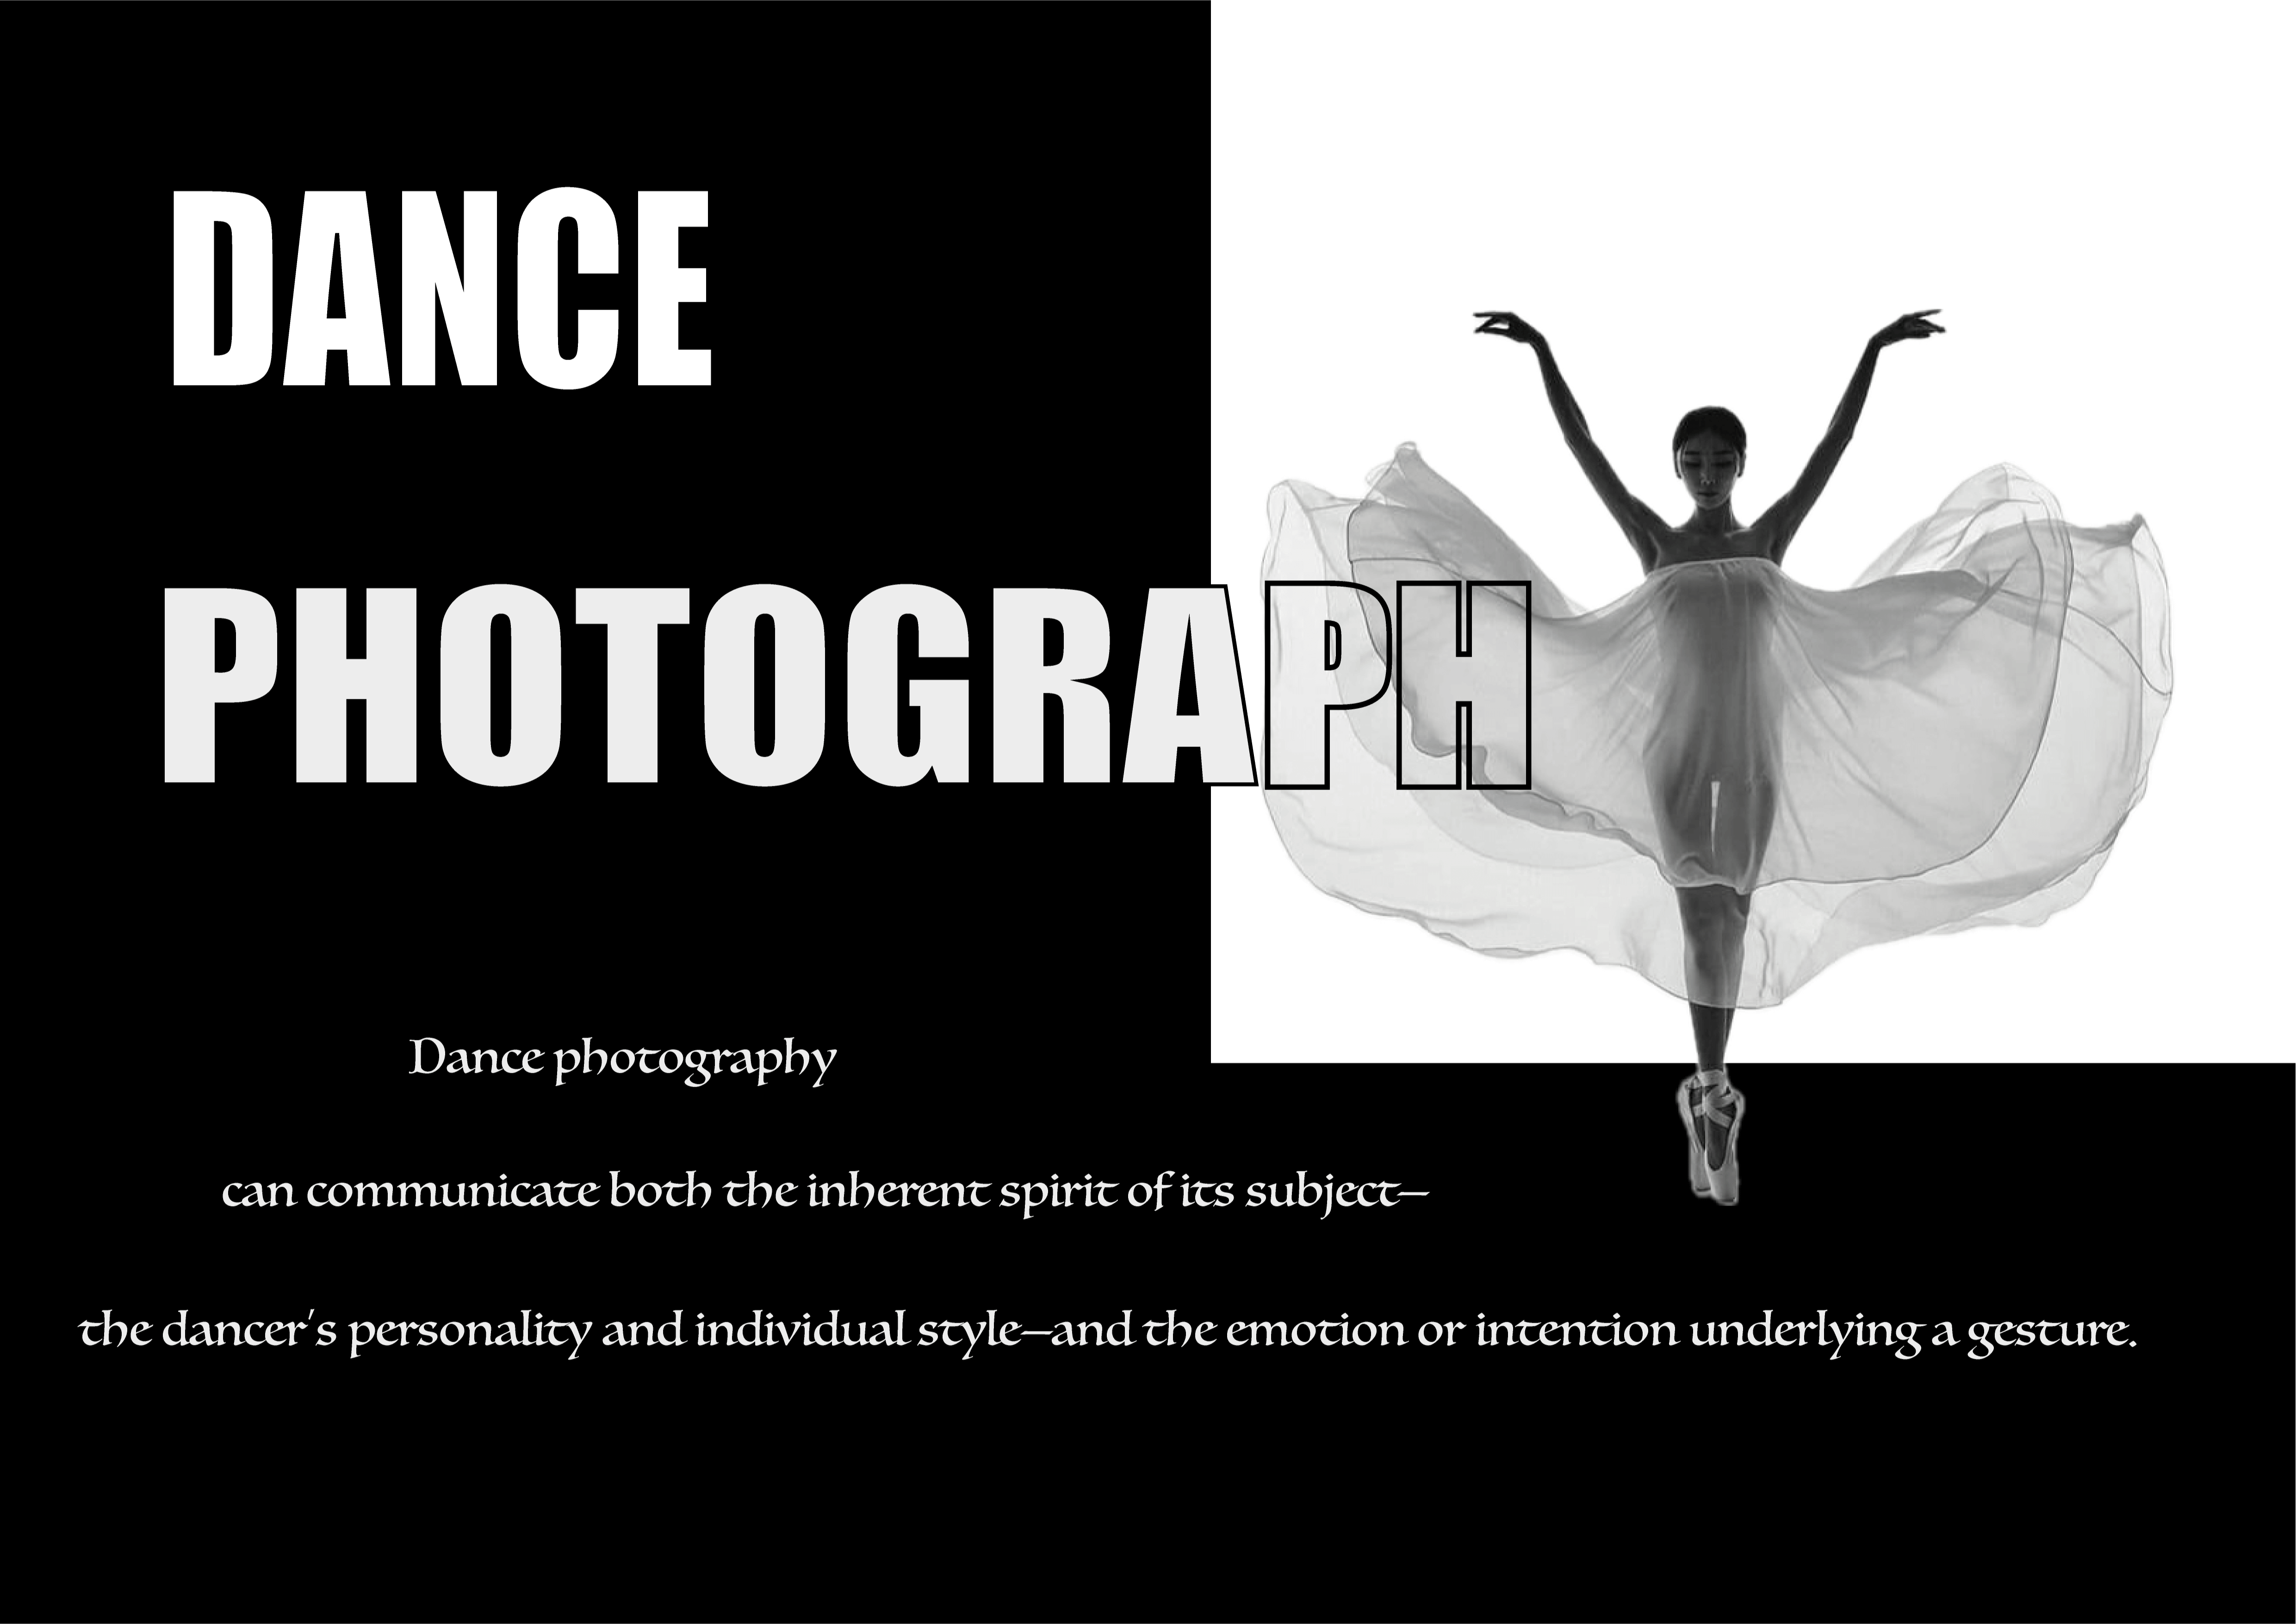 DANCE
PHOTOGRAPH
Dance photography
can communicate both the inherent spirit of its subject—
the dancer's personality and individual style—and the emotion or intention underlying a gesture.